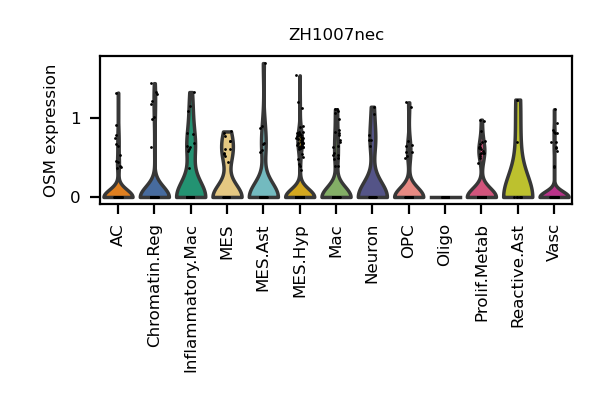 ZH1007nec
OSM expression
1
0
AC
Chromatin.Reg
Inflammatory.Mac
MES
MES.Ast
MES.Hyp
Mac
Neuron
OPC
Oligo
Prolif.Metab
Reactive.Ast
Vasc